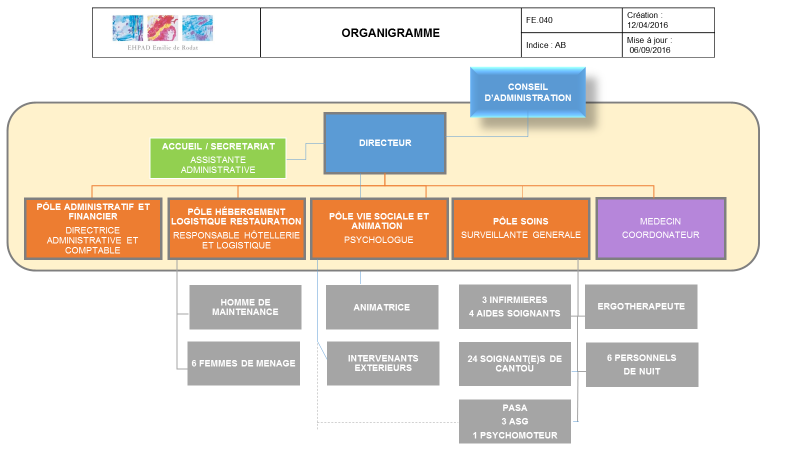 EHPAD Emilie de Rodat
ORGANIGRAMME
FE.040
Création :
12/04/2016
Indice : AB
Mise à jour :
06/09/2016
CONSEIL
D'ADMINISTRATION
DIRECTEUR
ACCUEIL / SECRETARIAT
ASSISTANTE
ADMINISTRATIVE
PÔLE ADMINISTRATIF ET
FINANCIER
DIRECTRICE
ADMINISTRATIVE ET
COMPTABLE
PÔLE HÉBERGEMENT
LOGISTIQUE RESTAURATION
RESPONSABLE HÔTELLERIE
ET LOGISTIQUE
PÔLE VIE SOCIALE ET
ANIMATION
PSYCHOLOGUE
PÔLE SOINS
SURVEILLANTE GENERALE
MEDECIN
COORDONATEUR
HOMME DE
MAINTENANCE
ANIMATRICE
3 INFIRMIERES
4 AIDES SOIGNANTS
ERGOTHERAPEUTE
6 FEMMES DE MENAGE
INTERVENANTS
EXTERIEURS
24 SOIGNANT(E)S DE
CANTOU
6 PERSONNELS
DE NUIT
PASA
3 ASG
1 PSYCHOMOTEUR